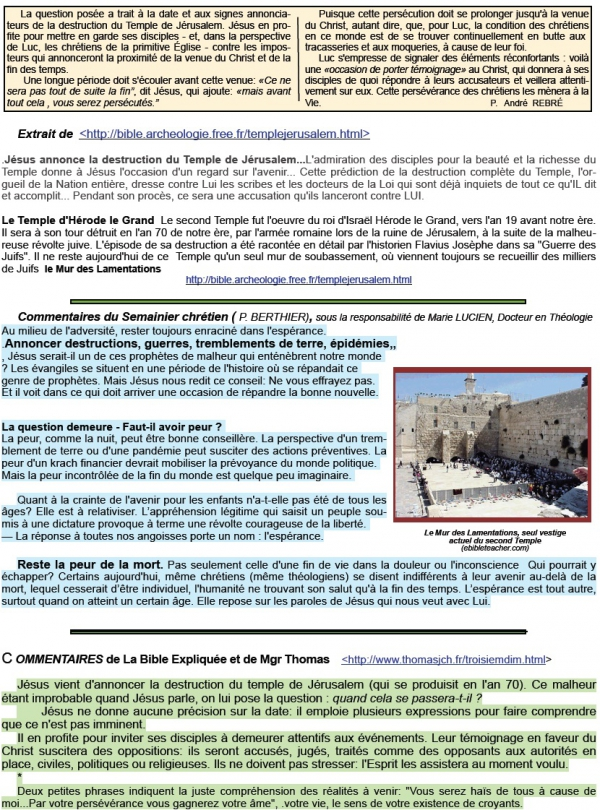 La question posée a trait à la date et aux signes annoncia-
teurs de la destruction du Temple de Jérusalem. Jésus en pro-
fite pour mettre en garde ses disciples - et, dans la perspective
de Luc, les chrétiens de la primitive Église - contre les impos-
teurs qui annonceront la proximité de la venue du Christ et de la
fin des temps.
Une longue période doit s'écouler avant cette venue: «Ce ne
sera pas tout de suite la fin", dit Jésus, qui ajoute: «mais avant
tout cela , vous serez persécutés."
Puisque cette persécution doit se prolonger jusqu'à la venue
du Christ, autant dire, que, pour Luc, la condition des chrétiens
en ce monde est de se trouver continuellement en butte aux
tracasseries et aux moqueries, à cause de leur foi.
Luc s'empresse de signaler des éléments réconfortants : voilà
une «occasion de porter témoignage» au Christ, qui donnera à ses
disciples de quoi répondre à leurs accusateurs et veillera attenti-
vement sur eux. Cette persévérance des chrétiens les mènera à la
Vie. P. André REBRÉ
Extrait de <http://bible.archeologie.free.fr/templejerusalem.html>
.Jésus annonce la destruction du Temple de Jérusalem...L'admiration des disciples pour la beauté et la richesse du
Temple donne à Jésus l'occasion d'un regard sur l'avenir... Cette prédiction de la destruction complète du Temple, l'or-
gueil de la Nation entière, dresse contre Lui les scribes et les docteurs de la Loi qui sont déjà inquiets de tout ce qu'IL dit
et accomplit... Pendant son procès, ce sera une accusation qu'ils lanceront contre LUI.
Le Temple d'Hérode le Grand Le second Temple fut l'oeuvre du roi d'Israël Hérode le Grand, vers l'an 19 avant notre ère.
Il sera à son tour détruit en l'an 70 de notre ère, par l'armée romaine lors de la ruine de Jérusalem, à la suite de la malheu-
reuse révolte juive. L'épisode de sa destruction a été racontée en détail par l'historien Flavius Josèphe dans sa "Guerre des
Juifs". Il ne reste aujourd'hui de ce Temple qu'un seul mur de soubassement, où viennent toujours se recueillir des milliers
de Juifs le Mur des Lamentations
http://bible.archeologie.free.fr/templejerusalem.html
Commentaires du Semainier chrétien ( P. BERTHIER), sous la responsabilité de Marie LUCIEN, Docteur en Théologie
Au milieu de l'adversité, rester toujours enraciné dans l'espérance.
.Annoncer destructions, guerres, tremblements de terre, épidémies,,
, Jésus serait-il un de ces prophètes de malheur qui enténèbrent notre monde
? Les évangiles se situent en une période de l'histoire où se répandait ce
genre de prophètes. Mais Jésus nous redit ce conseil: Ne vous effrayez pas.
Et il voit dans ce qui doit arriver une occasion de répandre la bonne nouvelle.
La question demeure - Faut-il avoir peur ?
La peur, comme la nuit, peut être bonne conseillère. La perspective d'un trem-
blement de terre ou d'une pandémie peut susciter des actions préventives. La
peur d'un krach financier devrait mobiliser la prévoyance du monde politique.
Mais la peur incontrôlée de la fin du monde est quelque peu imaginaire.
Quant à la crainte de l'avenir pour les enfants n'a-t-elle pas été de tous les
âges? Elle est à relativiser. L'appréhension légitime qui saisit un peuple sou-
mis à une dictature provoque à terme une révolte courageuse de la liberté.
— La réponse à toutes nos angoisses porte un nom : l'espérance.
Le Mur des Lamentations, seul vestige
actuel du second Temple
(ebibleteacher.com)
Reste la peur de la mort. Pas seulement celle d'une fin de vie dans la douleur ou l'inconscience Qui pourrait y
échapper? Certains aujourd'hui, même chrétiens (même théologiens) se disent indifférents à leur avenir au-delà de la
mort, lequel cesserait d'être individuel, l'humanité ne trouvant son salut qu'à la fin des temps. L'espérance est tout autre,
surtout quand on atteint un certain âge. Elle repose sur les paroles de Jésus qui nous veut avec Lui.
C OMMENTAIRES de La Bible Expliquée et de Mgr Thomas <http://www.thomasjch.fr/troisiemdim.html>
Jésus vient d'annoncer la destruction du temple de Jérusalem (qui se produisit en l'an 70). Ce malheur
étant improbable quand Jésus parle, on lui pose la question : quand cela se passera-t-il ?
Jésus ne donne aucune précision sur la date: il emploie plusieurs expressions pour faire comprendre
que ce n'est pas imminent.
Il en profite pour inviter ses disciples à demeurer attentifs aux événements. Leur témoignage en faveur du
Christ suscitera des oppositions: ils seront accusés, jugés, traités comme des opposants aux autorités en
place, civiles, politiques ou religieuses. Ils ne doivent pas stresser: l'Esprit les assistera au moment voulu.
*
Deux petites phrases indiquent la juste compréhension des réalités à venir: "Vous serez haïs de tous à cause de
moi...Par votre persévérance vous gagnerez votre âme", .votre vie, le sens de votre existence de croyants.